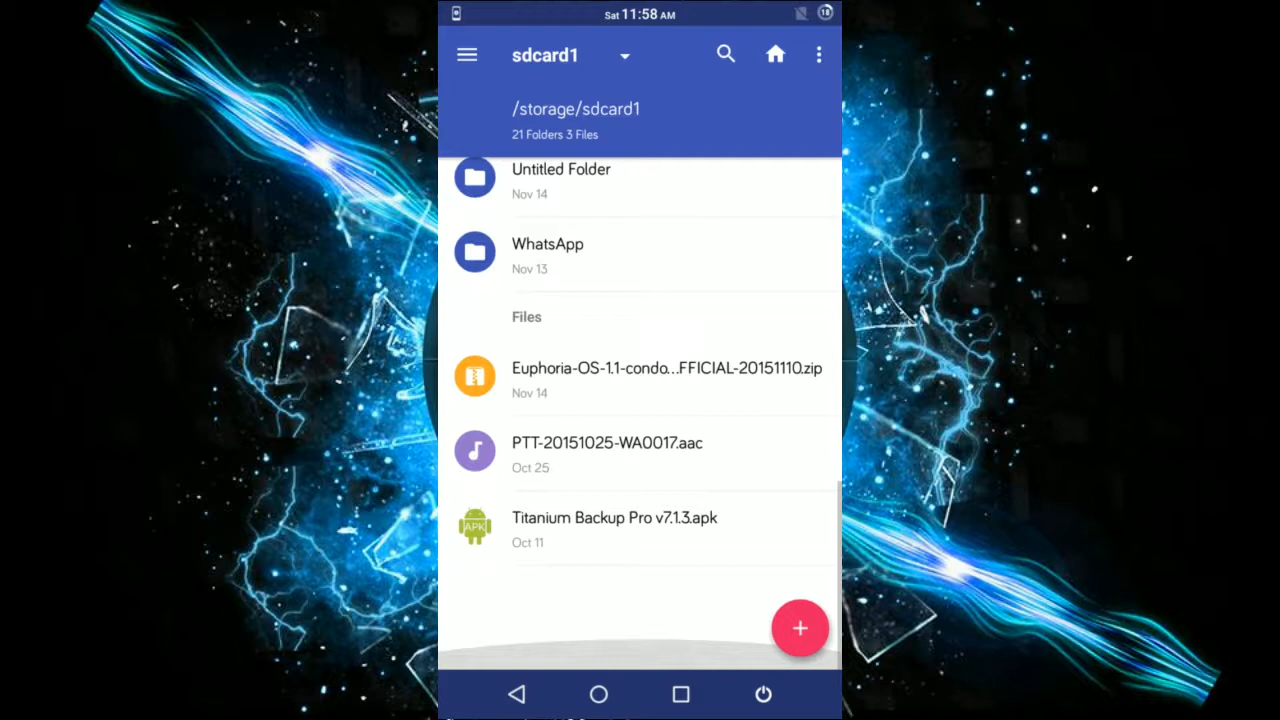 Sat 11:58 AM
18
sdcard1
/storage/sdcard1
21 Folders 3 Files
Untitled Folder
Nov 14
WhatsApp
Nov 13
Files
Euphoria-OS-1.1-condo...FFICIAL-20151110.zip
Nov 14
PTT-20151025-WA0017.aac
Oct 25
APK
Titanium Backup Pro v7.1.3.apk
Oct 11